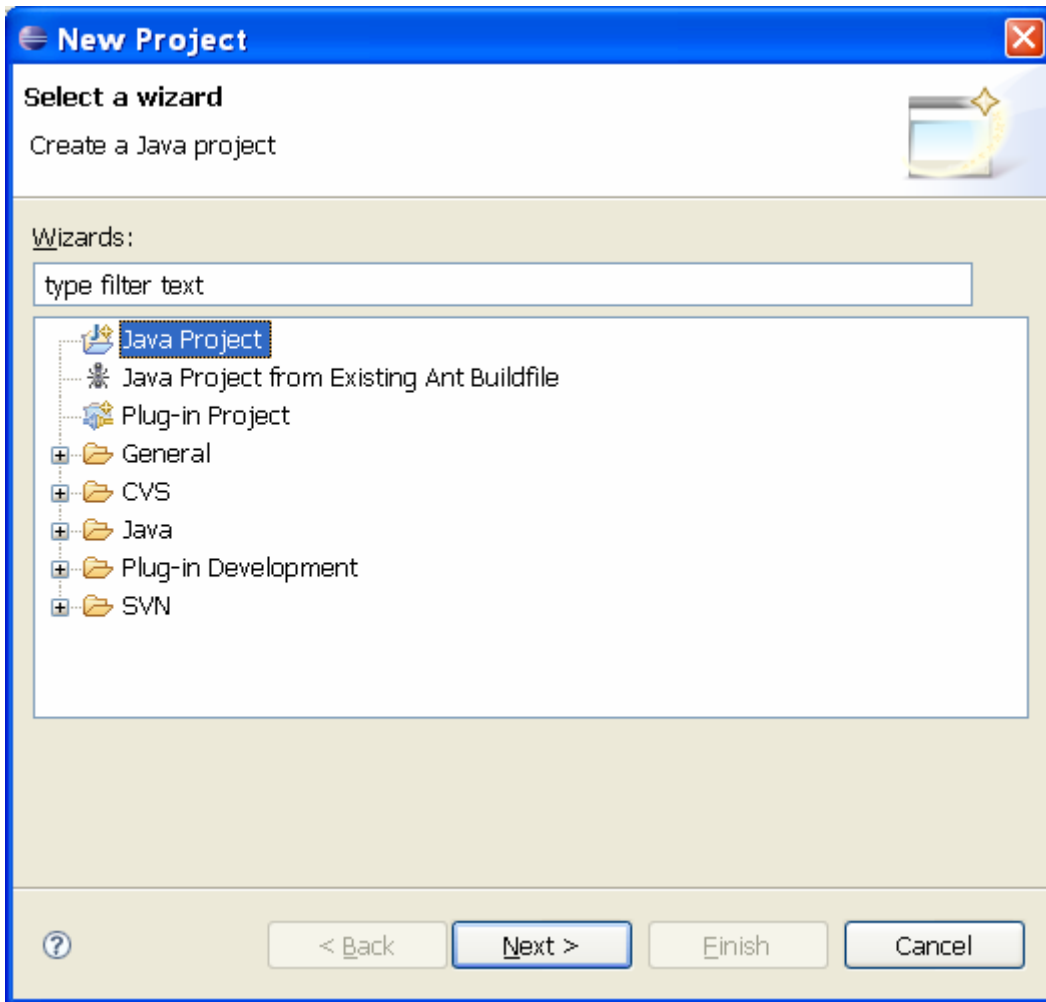 New Project
Select a wizard
Create a Java project
Wizards:
type filter text
Java Project
Java Project from Existing Ant Buildfile
Plug-in Project
General
CVS
Java
Plug-in Development
SVN
? < Back Next > Finish Cancel